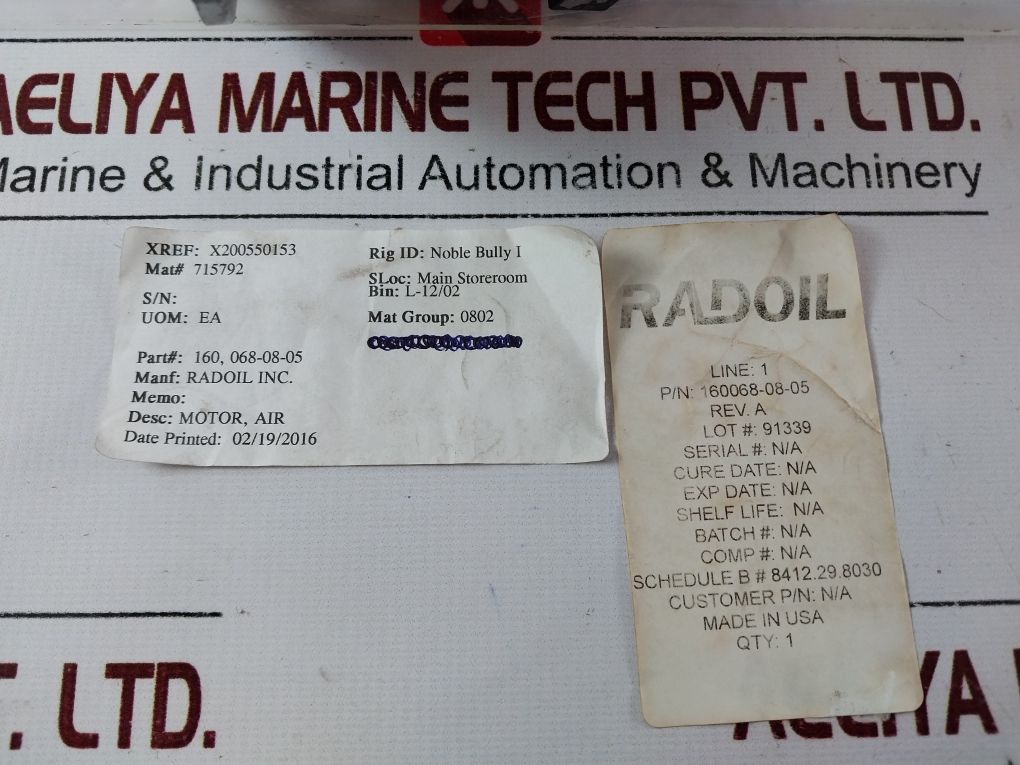 AELIYA MARINE TECH PVT. LTD.
Marine & Industrial Automation & Machinery
XREF: X200550153
Mat# 715792
S/N:
UOM: EA
Part#: 160, 068-08-05
Manf: RADOIL INC.
Memo:
Desc: MOTOR, AIR
Date Printed: 02/19/2016
Rig ID: Noble Bully I
SLoc: Main Storeroom
Bin: L-12/02
Mat Group: 0802
RADOIL
LINE: 1
P/N: 160068-08-05
REV. A
LOT #: 91339
SERIAL #: N/A
CURE DATE: N/A
EXP DATE: N/A
SHELF LIFE: N/A
BATCH #: N/A
COMP #: N/A
SCHEDULE B # 8412.29.8030
CUSTOMER P/N: N/A
MADE IN USA
QTY: 1
T. LTD.
AELIYA